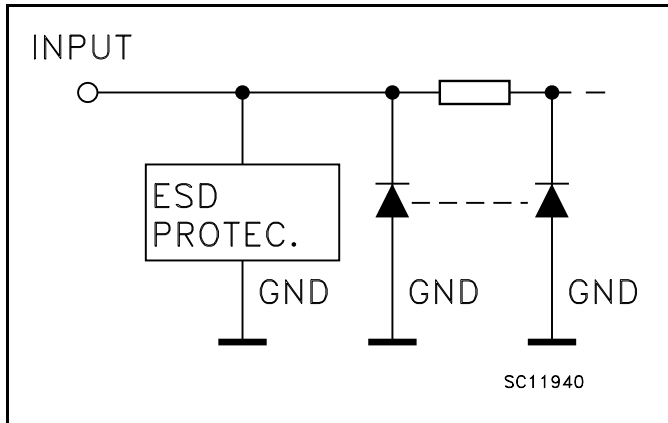 INPUT
ESD
PROTEC.
GND
GND
GND
SC11940